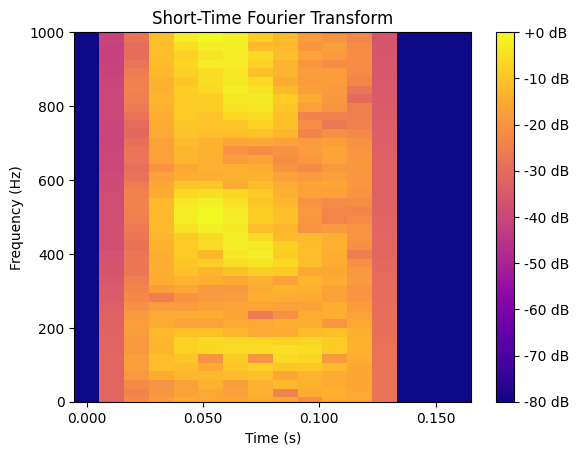 Short-Time Fourier Transform
1000
800
600
400
200
0
Frequency (Hz)
0.000
0.050
0.100
0.150
Time (s)
+0 dB
-10 dB
-20 dB
-30 dB
-40 dB
-50 dB
-60 dB
-70 dB
-80 dB